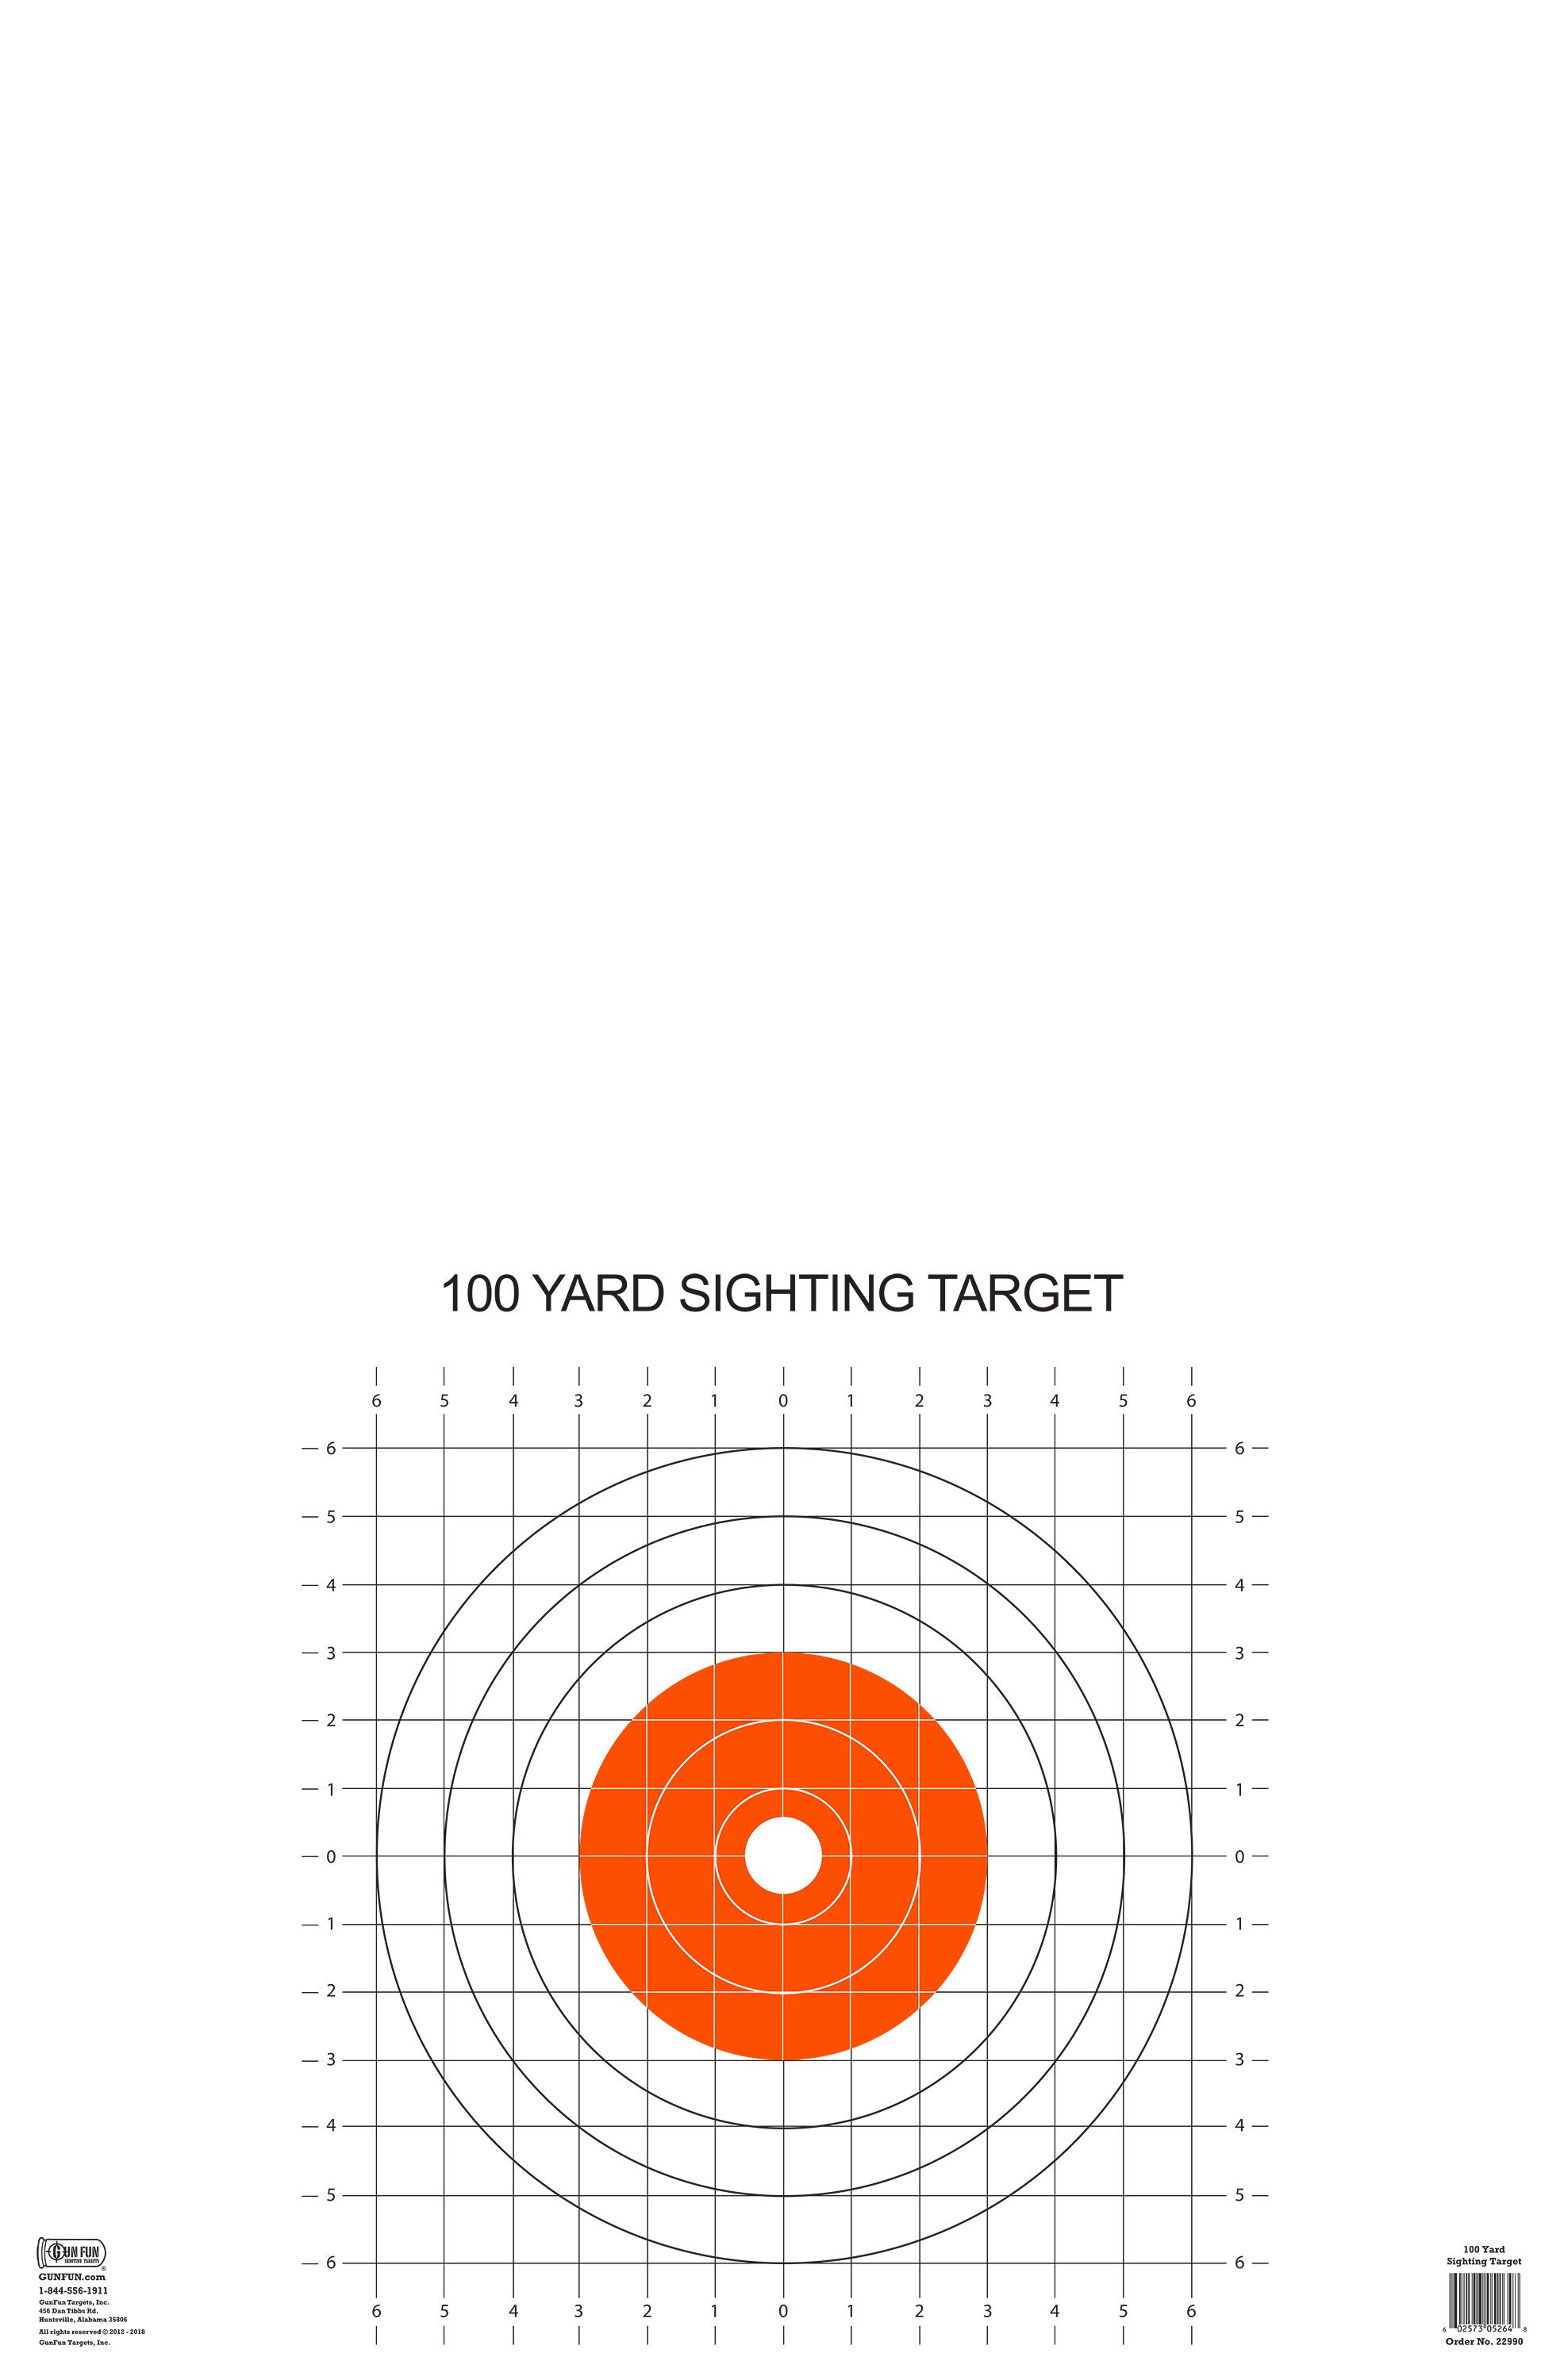 100 YARD SIGHTING TARGET
6 5 4 3 2 1 0 1 2 3 4 5 6
6 6
5 5
4 4
3 3
2 2
1 1
0 0
1 1
2 2
3 3
4 4
5 5
6 6
6 5 4 3 2 1 0 1 2 3 4 5 6
GUN FUN
SHOOTING TARGETS
®
GUNFUN.com
1-844-556-1911
GunFun Targets, Inc.
456 Dan Tibbs Rd.
Huntsville, Alabama 35806
All rights reserved © 2012 - 2018
GunFun Targets, Inc.
100 Yard
Sighting Target
6 02573 05264 8
Order No. 22990